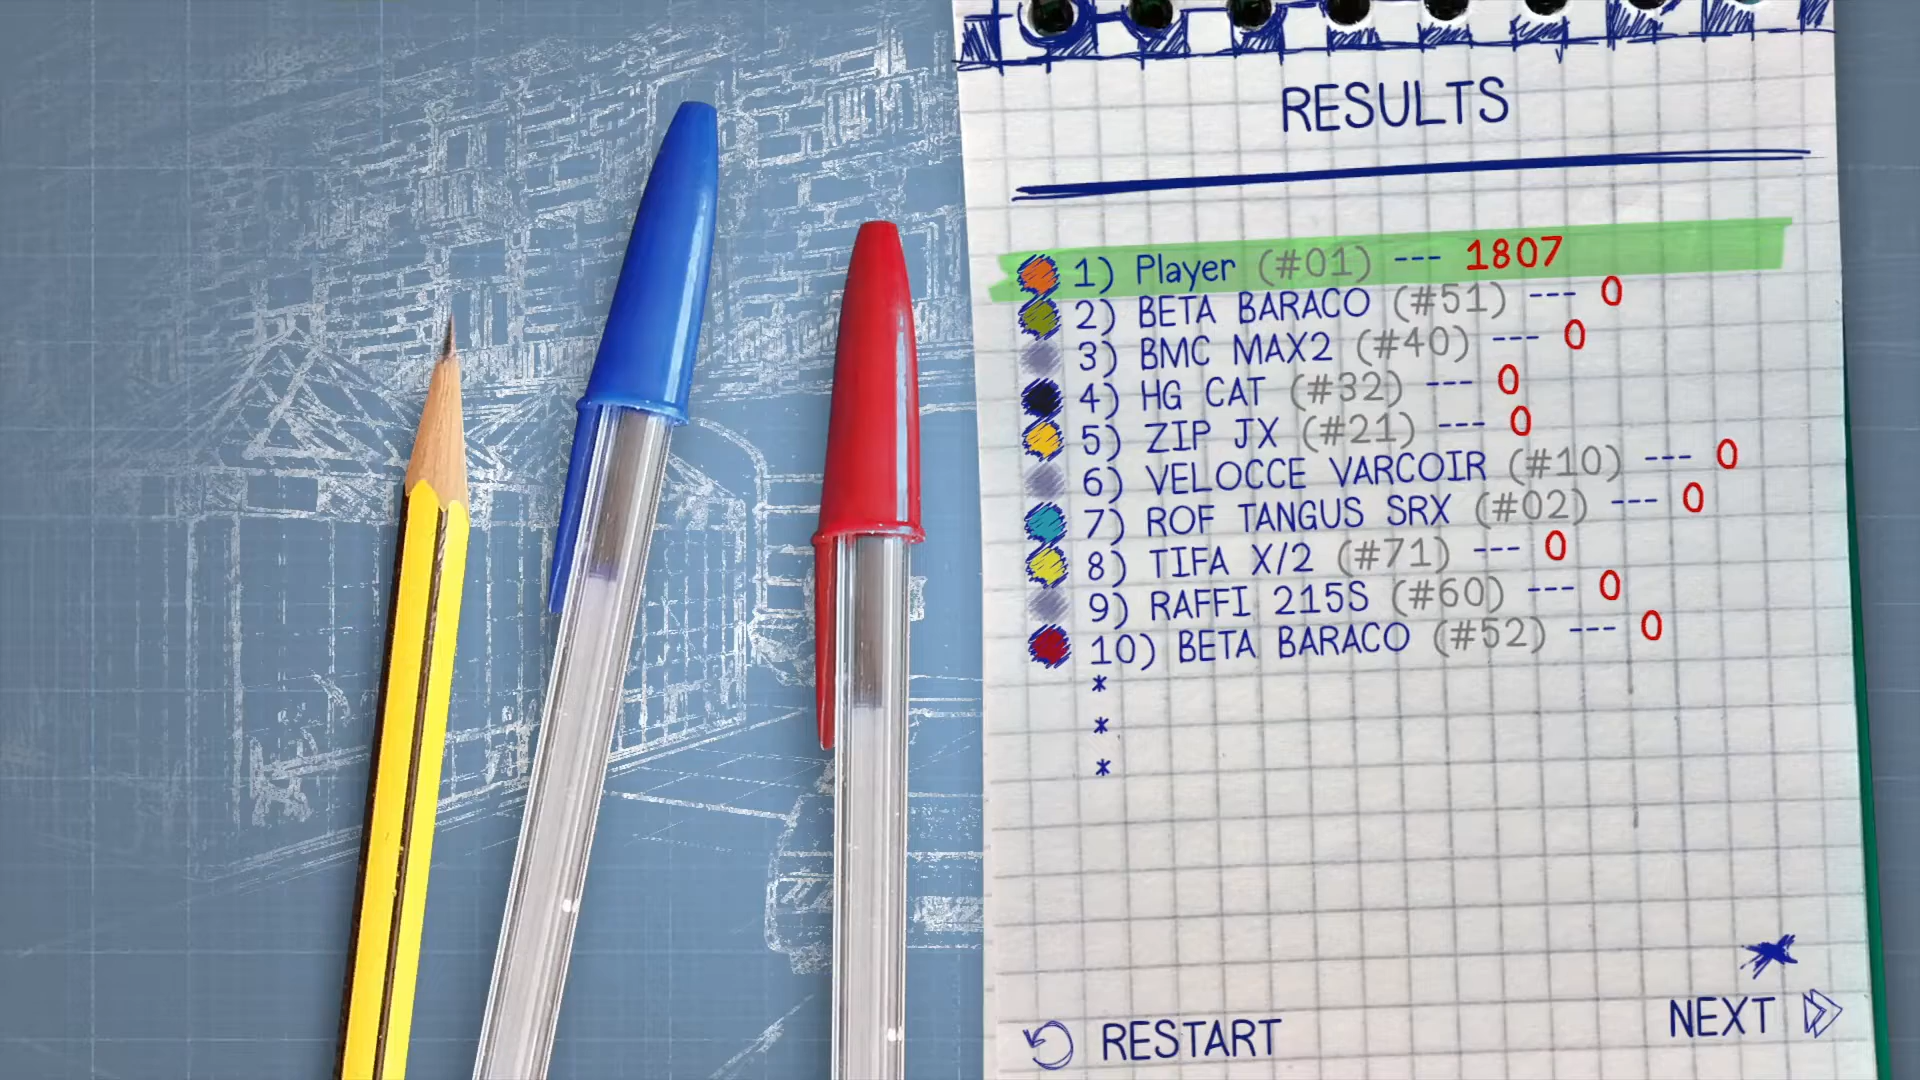 RESULTS
1) Player (#01) --- 1807
2) BETA BARACO (#51) --- 0
3) BMC MAX2 (#40) --- 0
4) HG CAT (#32) --- 0
5) ZIP JX (#21) --- 0
6) VELOCCE VARCOIR (#10) --- 0
7) ROF TANGUS SRX (#02) --- 0
8) TIFA X/2 (#71) --- 0
9) RAFFI 215S (#60) --- 0
10) BETA BARACO (#52) --- 0
*
*
*
RESTART
NEXT